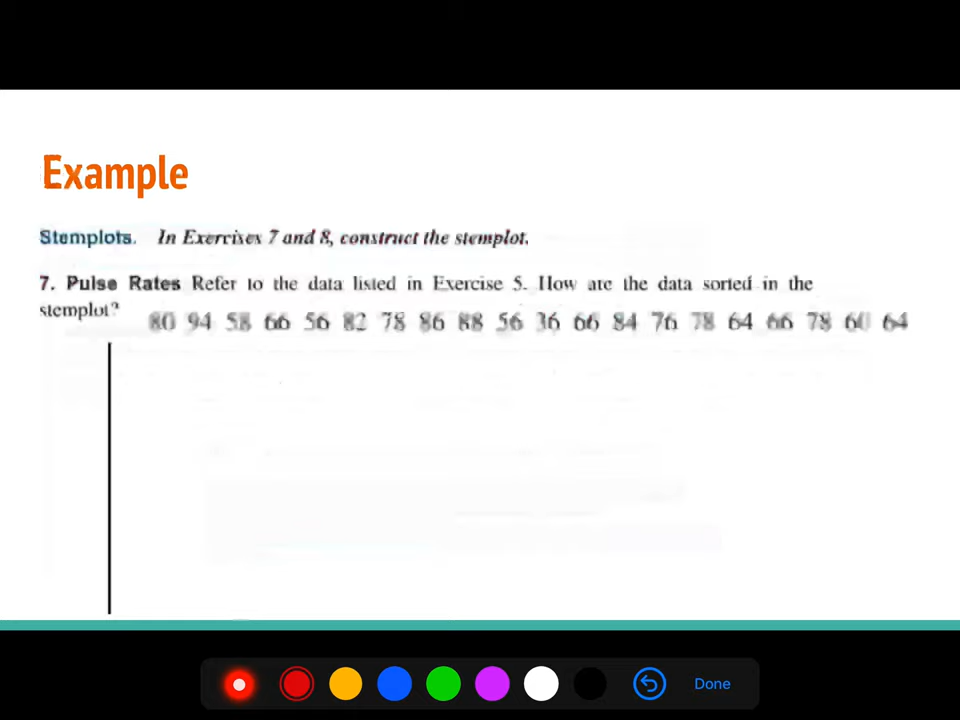 Example
Stemplots. In Exercises 7 and 8, construct the stemplot.
7. Pulse Rates Refer to the data listed in Exercise 5. How are the data sorted in the
stemplot?
80 94 58 66 56 82 78 86 88 56 36 66 84 76 78 64 66 78 60 64
Done